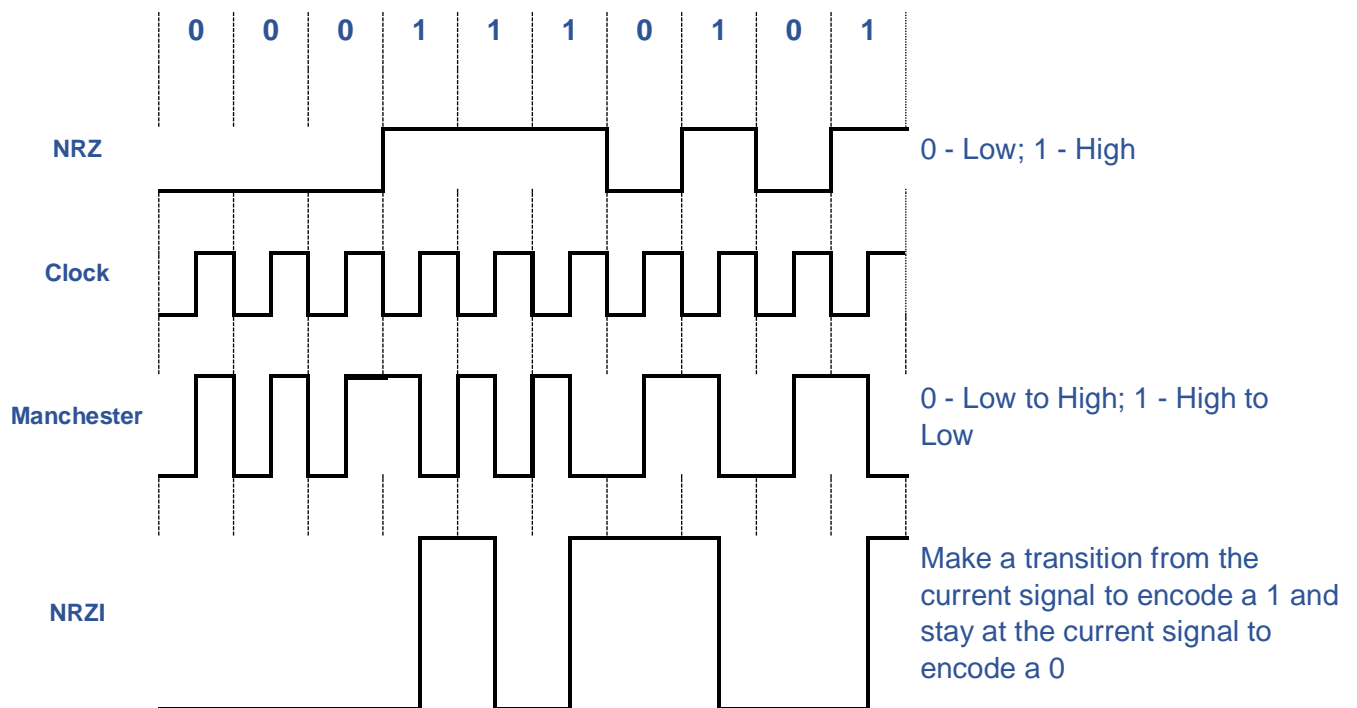 0 0 0 1 1 1 0 1 0 1
NRZ
0 - Low; 1 - High
Clock
Manchester
0 - Low to High; 1 - High to
Low
NRZI
Make a transition from the
current signal to encode a 1 and
stay at the current signal to
encode a 0